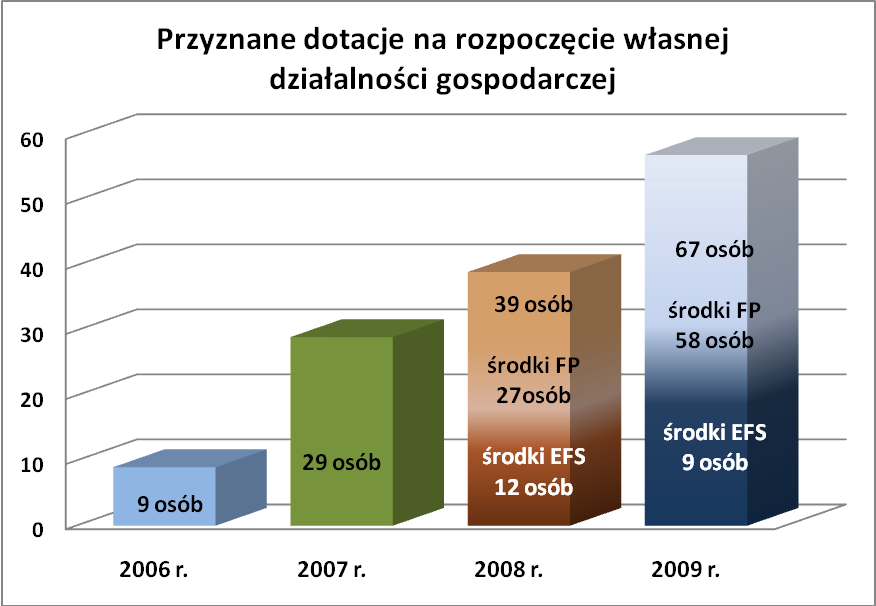 Przyznane dotacje na rozpoczęcie własnej
działalności gospodarczej
60
50
40
30
20
10
0
9 osób
29 osób
39 osób
środki FP
27osób
środki EFS
12 osób
67 osób
środki FP
58 osób
środki EFS
9 osób
2006 r.
2007 r.
2008 r.
2009 r.